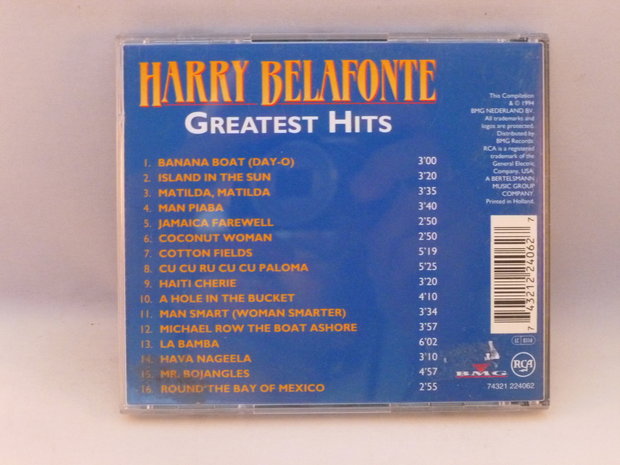 HARRY BELAFONTE
GREATEST HITS
1. BANANA BOAT (DAY-O) 3'00
2. ISLAND IN THE SUN 3'20
3. MATILDA, MATILDA 3'35
4. MAN PIABA 3'40
5. JAMAICA FAREWELL 2'50
6. COCONUT WOMAN 2'50
7. COTTON FIELDS 5'19
8. CU CU RU CU CU PALOMA 5'25
9. HAITI CHERIE 3'20
10. A HOLE IN THE BUCKET 4'10
11. MAN SMART (WOMAN SMARTER) 3'34
12. MICHAEL ROW THE BOAT ASHORE 3'57
13. LA BAMBA 6'02
14. HAVA NAGEELA 3'10
15. MR. BOJANGLES 4'57
16. ROUND THE BAY OF MEXICO 2'55
This Compilation
℗ & © 1994
BMG NEDERLAND BV.
All trademarks and
logos are protected.
Distributed by
BMG Records
RCA is a registered
trademark of the
General Electric
Company, USA
A BERTELSMANN
MUSIC GROUP
COMPANY
Printed in Holland.
7 43212 24062 7
BMG
RCA
74321 224062